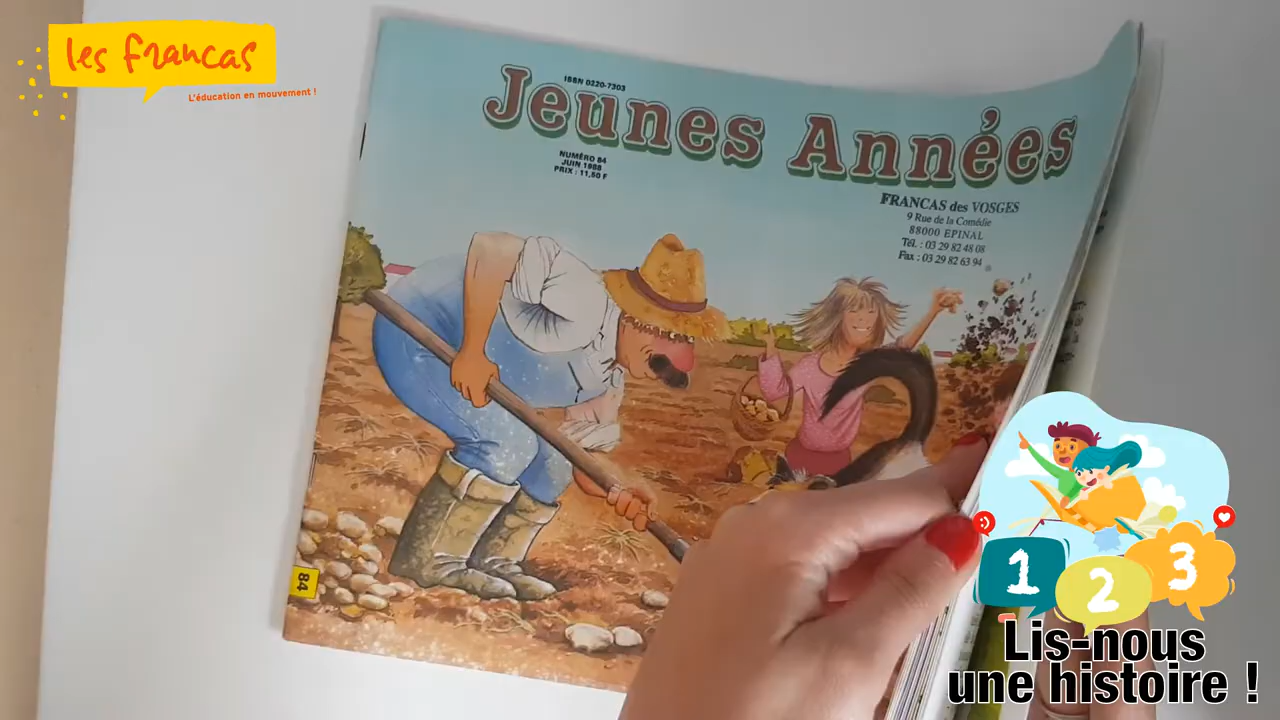 les francas
L'éducation en mouvement !
ISSN 0220-7303
Jeunes Années
NUMÉRO 84
JUIN 1988
PRIX : 11,50 F
FRANCAS des VOSGES
9 Rue de la Comédie
88000 EPINAL
Tél. : 03 29 82 48 08
Fax : 03 29 82 63 94
84
1 2 3
Lis-nous
une histoire !